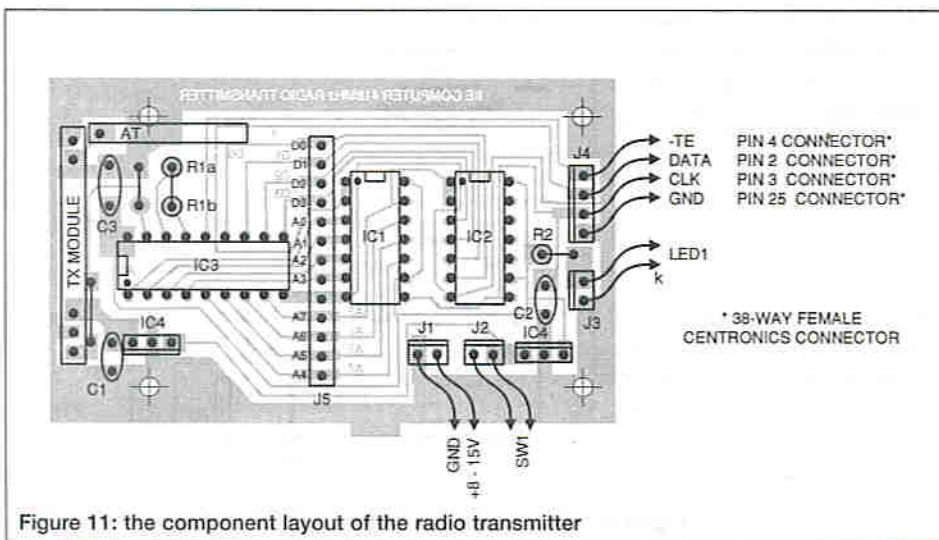 AT
-TE PIN 4 CONNECTOR*
J4
DATA PIN 2 CONNECTOR*
CLK PIN 3 CONNECTOR*
GND PIN 25 CONNECTOR*
D0
D1
D2
D3
A0
A1
A2
A3
A7
A6
A5
A4
J5
R1a
R1b
C3
TX MODULE
IC3
IC1
IC2
R2
LED1
k
C2
J3
IC4
C1
J1
J2
IC4
* 38-WAY FEMALE
CENTRONICS CONNECTOR
GND
+8 - 15V
SW1
Figure 11: the component layout of the radio transmitter